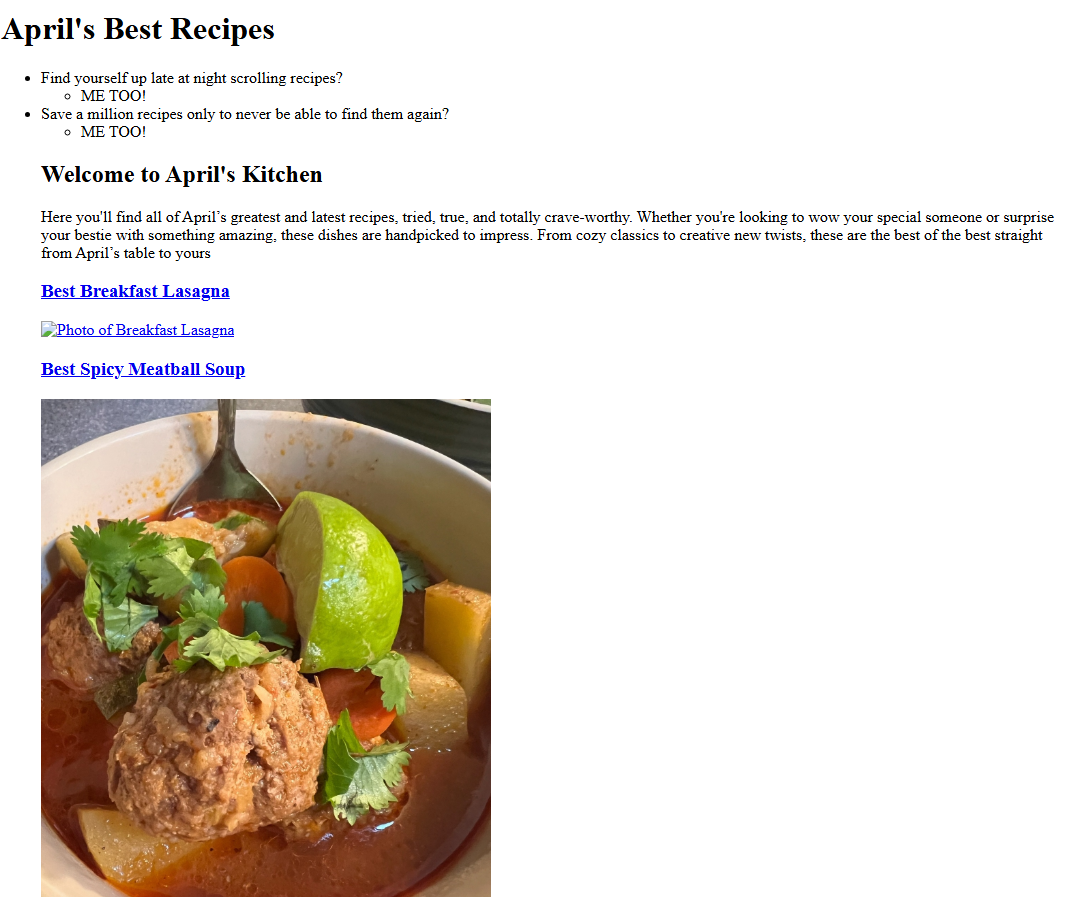 April's Best Recipes
Find yourself up late at night scrolling recipes?
ME TOO!
Save a million recipes only to never be able to find them again?
ME TOO!
Welcome to April's Kitchen
Here you'll find all of April’s greatest and latest recipes, tried, true, and totally crave-worthy. Whether you're looking to wow your special someone or surprise
your bestie with something amazing, these dishes are handpicked to impress. From cozy classics to creative new twists, these are the best of the best straight
from April’s table to yours
Best Breakfast Lasagna
Photo of Breakfast Lasagna
Best Spicy Meatball Soup